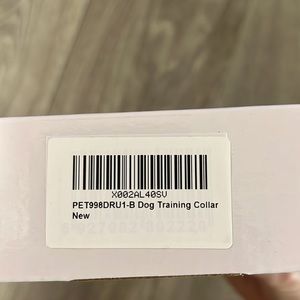 X002AL40SV
PET998DRU1-B Dog Training Collar
New